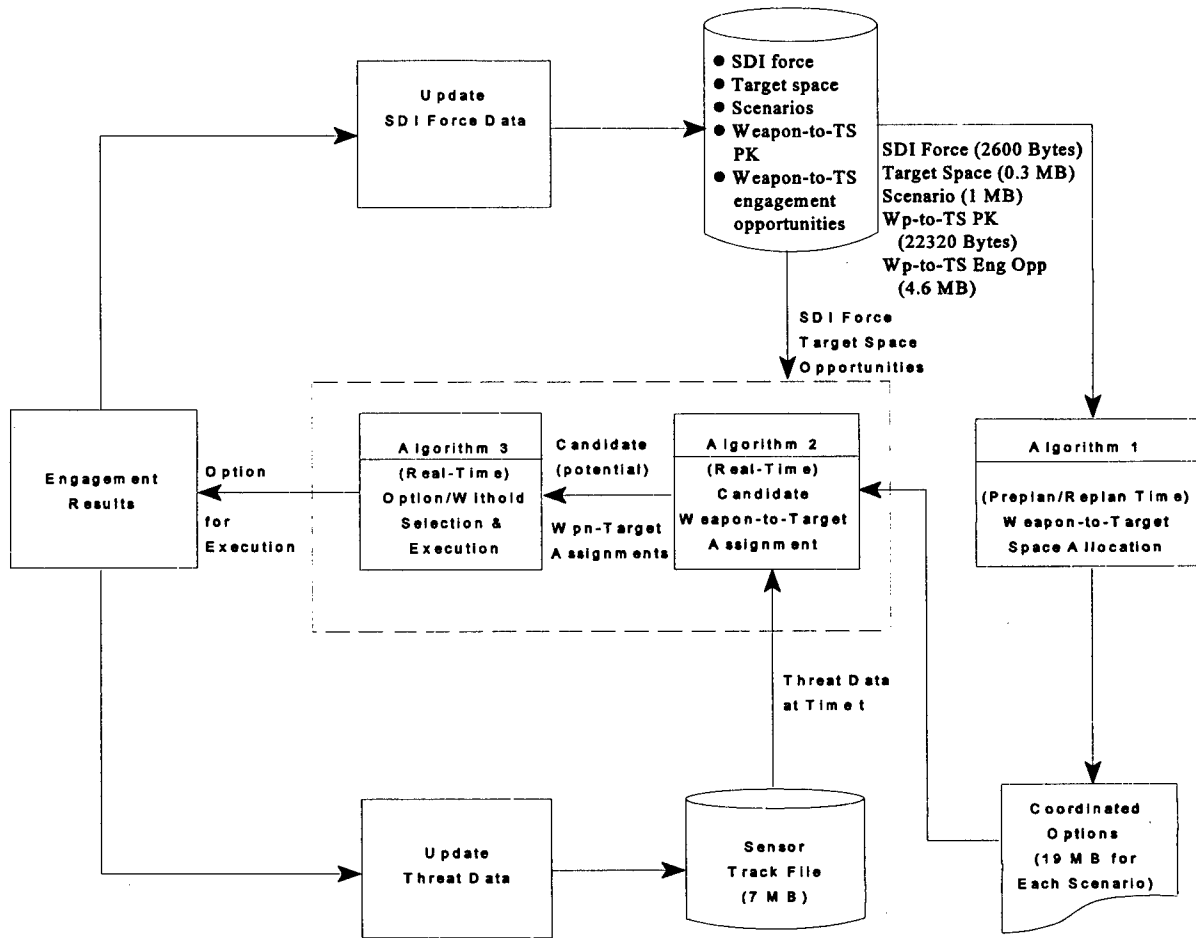 Update
SDI Force Data
● SDI force
● Target space
● Scenarios
● Weapon-to-TS
PK
● Weapon-to-TS
engagement
opportunities
SDI Force (2600 Bytes)
Target Space (0.3 MB)
Scenario (1 MB)
Wp-to-TS PK
(22320 Bytes)
Wp-to-TS Eng Opp
(4.6 MB)
SDI Force
Target Space
Opportunities
Engagement
Results
Option
for
Execution
Algorithm 3
(Real-Time)
Option/Withold
Selection &
Execution
Candidate
(potential)
Wpn-Target
Assignments
Algorithm 2
(Real-Time)
Candidate
Weapon-to-Target
Assignment
Algorithm 1
(Preplan/Replan Time)
Weapon-to-Target
Space Allocation
Threat Data
at Time t
Update
Threat Data
Sensor
Track File
(7 MB)
Coordinated
Options
(19 MB for
Each Scenario)